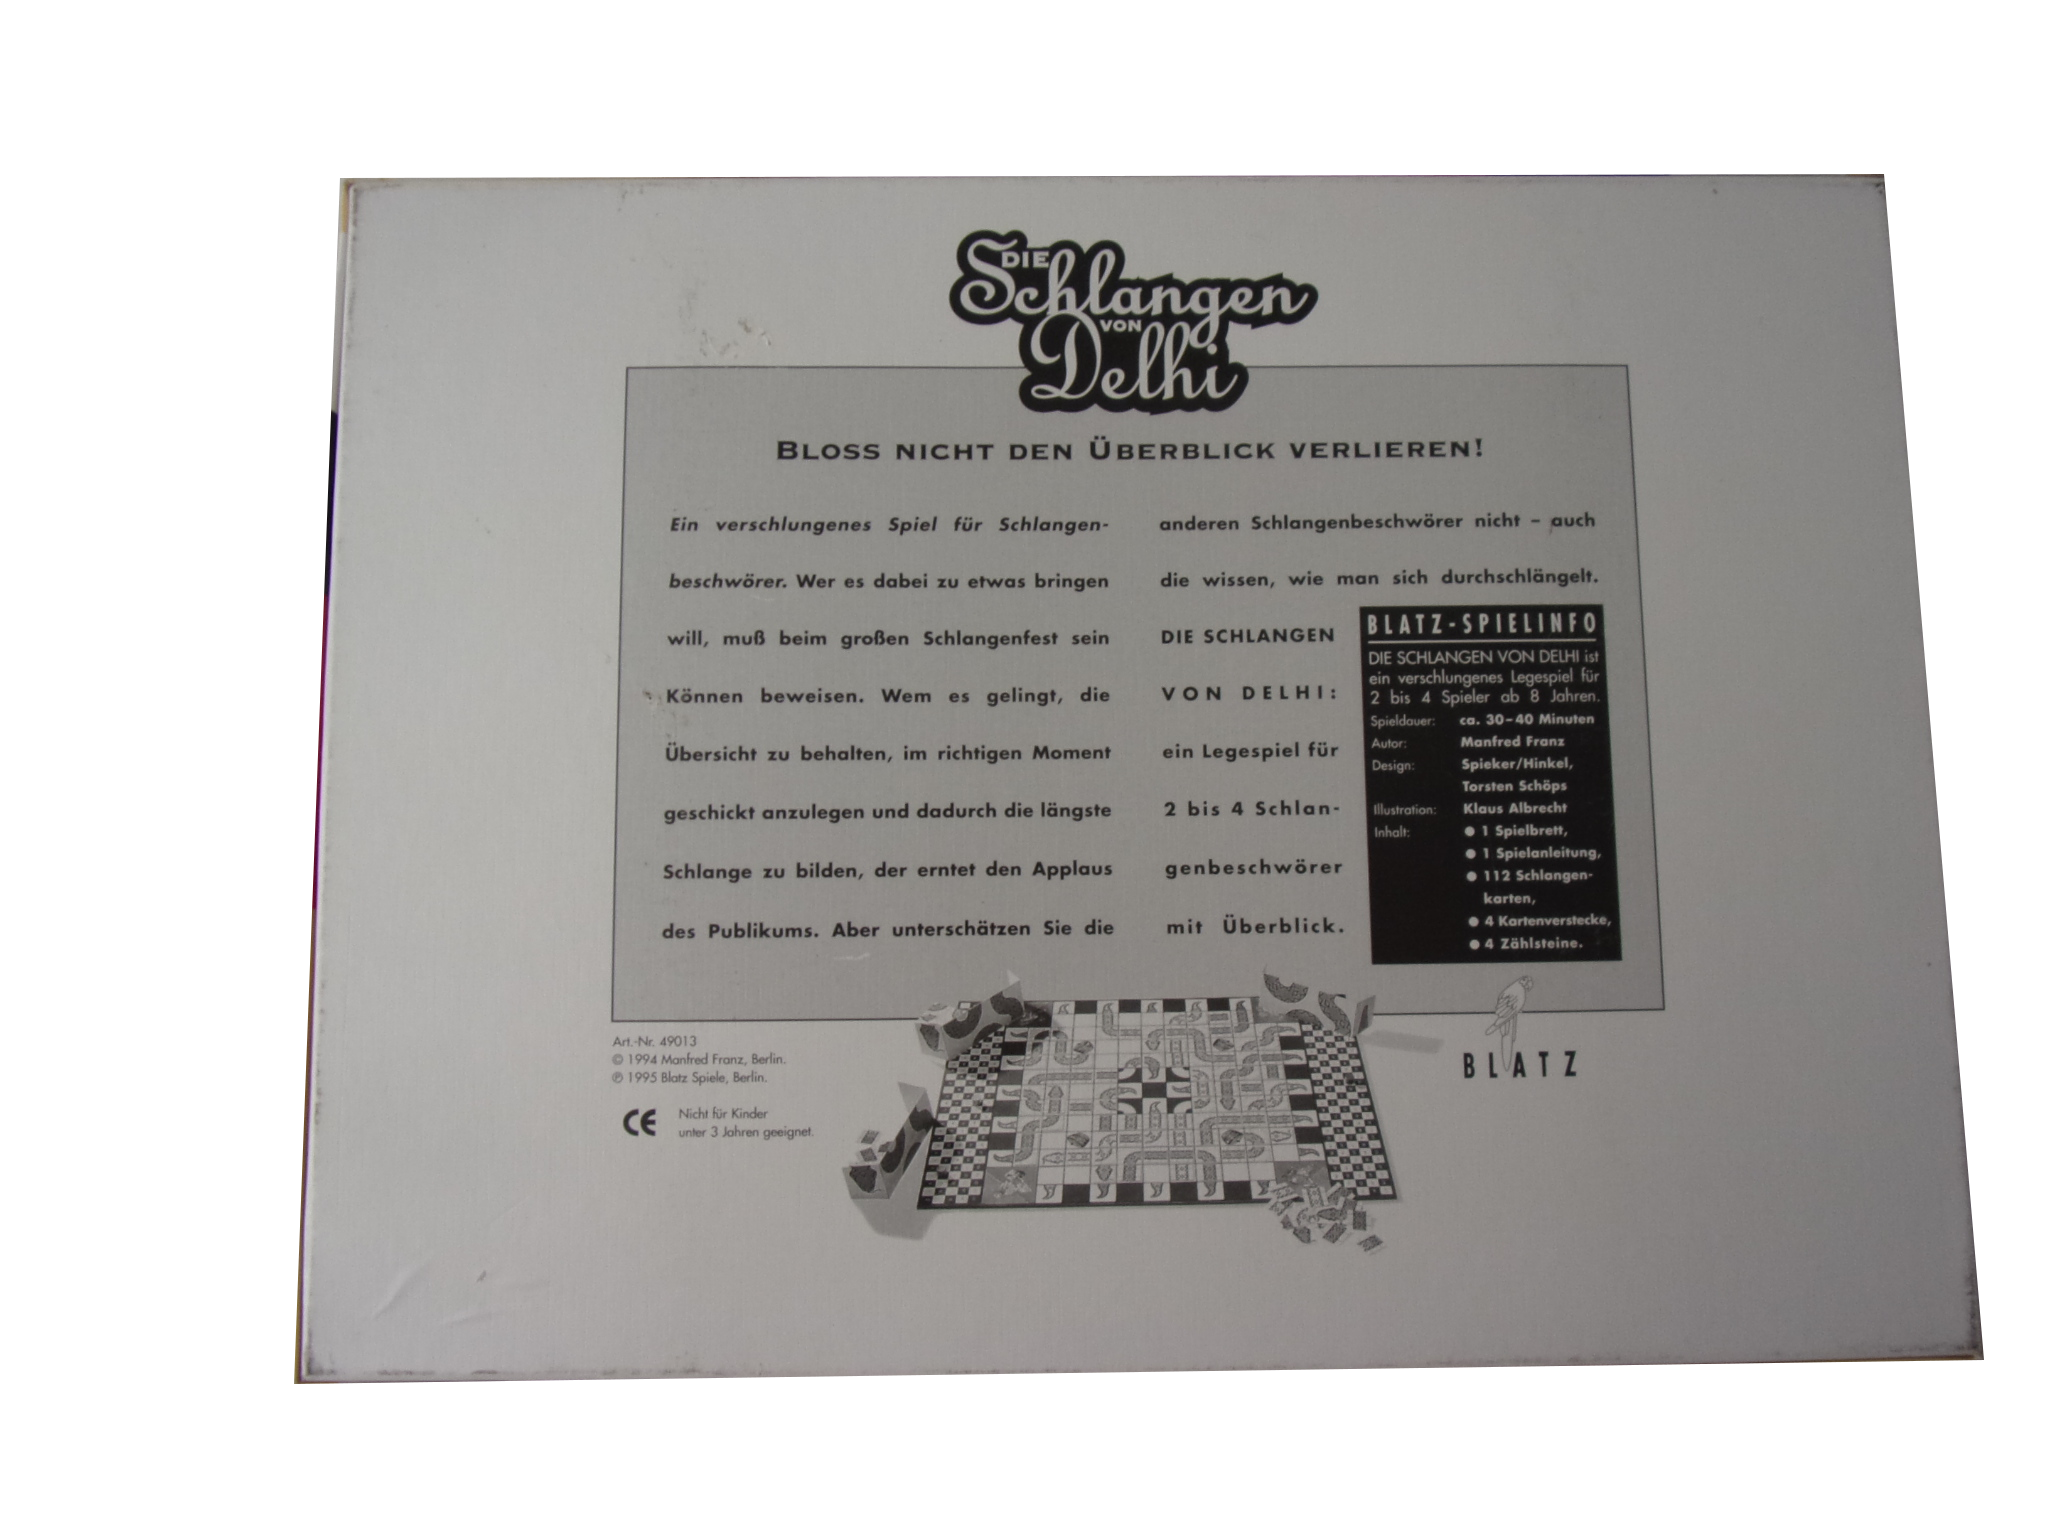 DIE
Schlangen
VON
Delhi
BLOSS NICHT DEN ÜBERBLICK VERLIEREN!
Ein verschlungenes Spiel für Schlangen-
beschwörer. Wer es dabei zu etwas bringen
will, muß beim großen Schlangenfest sein
Können beweisen. Wem es gelingt, die
Übersicht zu behalten, im richtigen Moment
geschickt anzulegen und dadurch die längste
Schlange zu bilden, der erntet den Applaus
des Publikums. Aber unterschätzen Sie die
anderen Schlangenbeschwörer nicht – auch
die wissen, wie man sich durchschlängelt.
DIE SCHLANGEN
VON DELHI:
ein Legespiel für
2 bis 4 Schlan-
genbeschwörer
mit Überblick.
BLATZ-SPIELINFO
DIE SCHLANGEN VON DELHI ist
ein verschlungenes Legespiel für
2 bis 4 Spieler ab 8 Jahren.
Spieldauer: ca. 30–40 Minuten
Autor: Manfred Franz
Design: Spieker/Hinkel,
Torsten Schöps
Illustration: Klaus Albrecht
Inhalt: ● 1 Spielbrett,
● 1 Spielanleitung,
● 112 Schlangen-
karten,
● 4 Kartenverstecke,
● 4 Zählsteine.
Art.-Nr. 49013
© 1994 Manfred Franz, Berlin.
℗ 1995 Blatz Spiele, Berlin.
CE Nicht für Kinder
unter 3 Jahren geeignet.
BLATZ